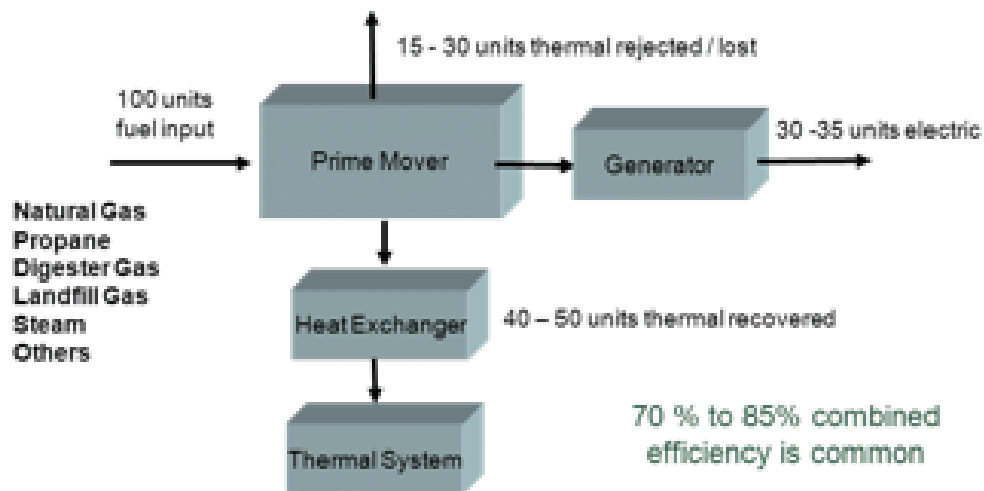 15 - 30 units thermal rejected / lost
100 units
fuel input
Prime Mover
Generator
30 -35 units electric
Natural Gas
Propane
Digester Gas
Landfill Gas
Steam
Others
Heat Exchanger
40 – 50 units thermal recovered
Thermal System
70 % to 85% combined
efficiency is common